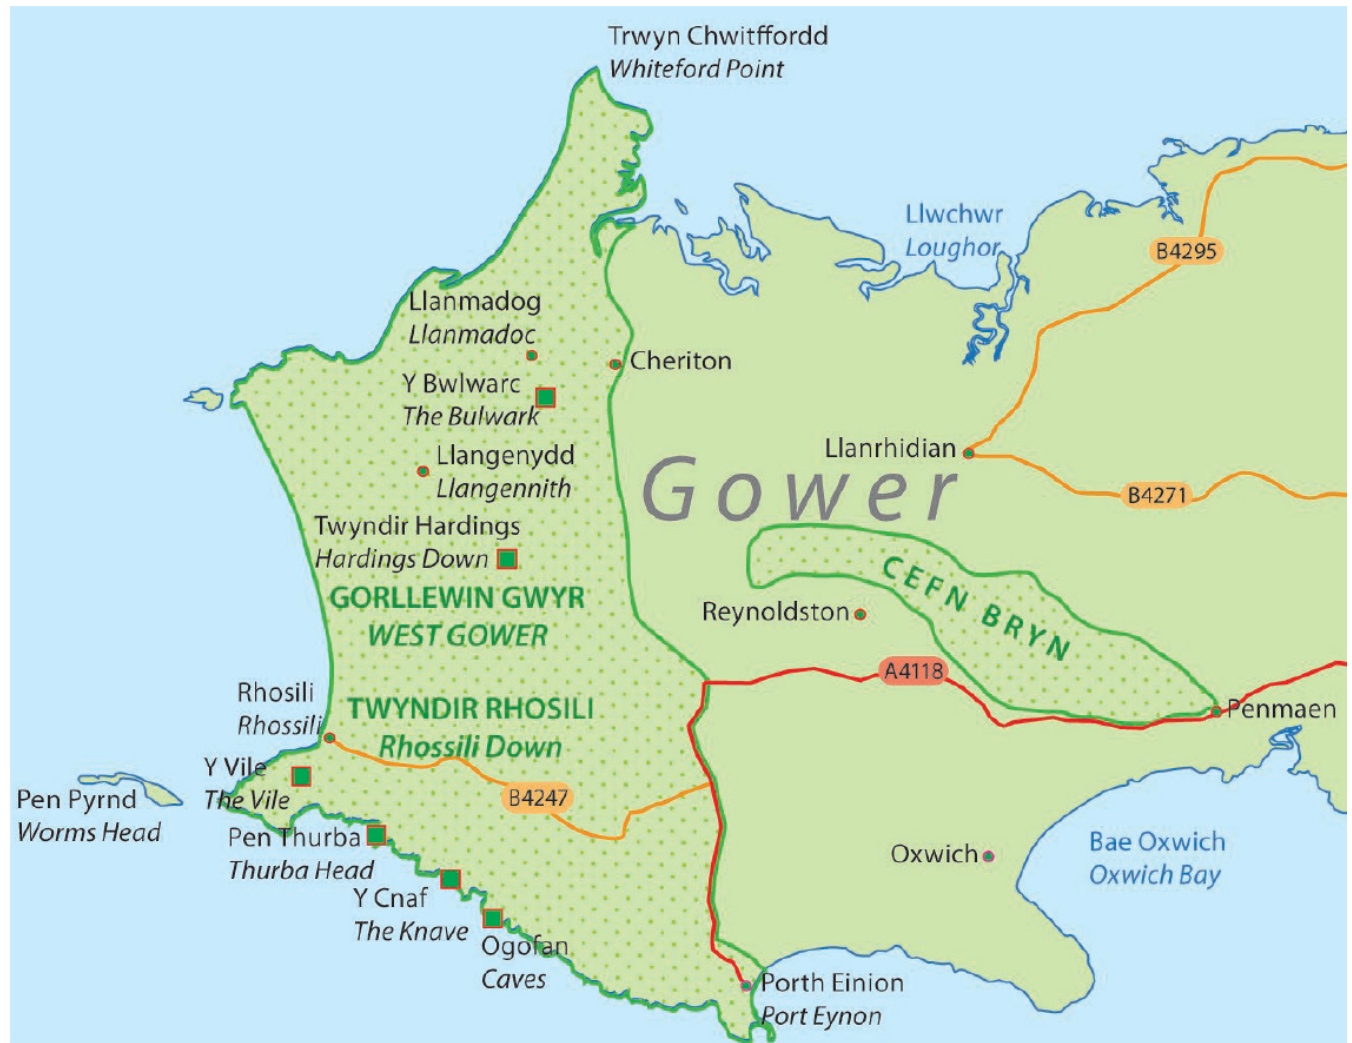 Trwyn Chwitffordd
Whiteford Point
Llwchwr
Loughor
B4295
Llanmadog
Llanmadoc
Cheriton
Y Bwlwarc
The Bulwark
Llanrhidian
Llangenydd
Llangennith
Gower
B4271
Twyndir Hardings
Hardings Down
CEFN BRYN
GORLLEWIN GWYR
WEST GOWER
Reynoldston
A4118
Rhosili
Rhossili
TWYNDIR RHOSILI
Rhossili Down
Penmaen
Y Vile
The Vile
B4247
Pen Pyrnd
Worms Head
Pen Thurba
Thurba Head
Bae Oxwich
Oxwich Bay
Oxwich
Y Cnaf
The Knave
Ogofan
Caves
Porth Einion
Port Eynon